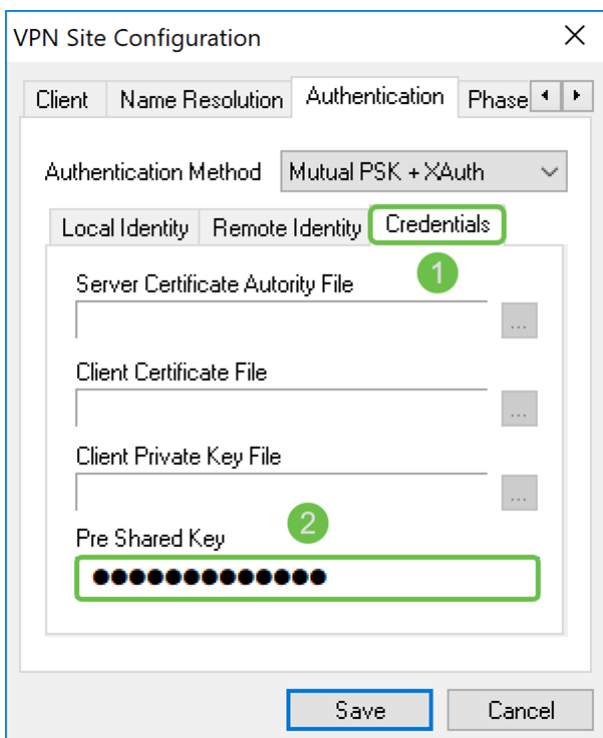 VPN Site Configuration
Client Name Resolution Authentication Phase
Authentication Method Mutual PSK + XAuth
Local Identity Remote Identity Credentials
1
Server Certificate Autority File
...
Client Certificate File
...
Client Private Key File
...
2
Pre Shared Key
●●●●●●●●●●●●●
Save Cancel